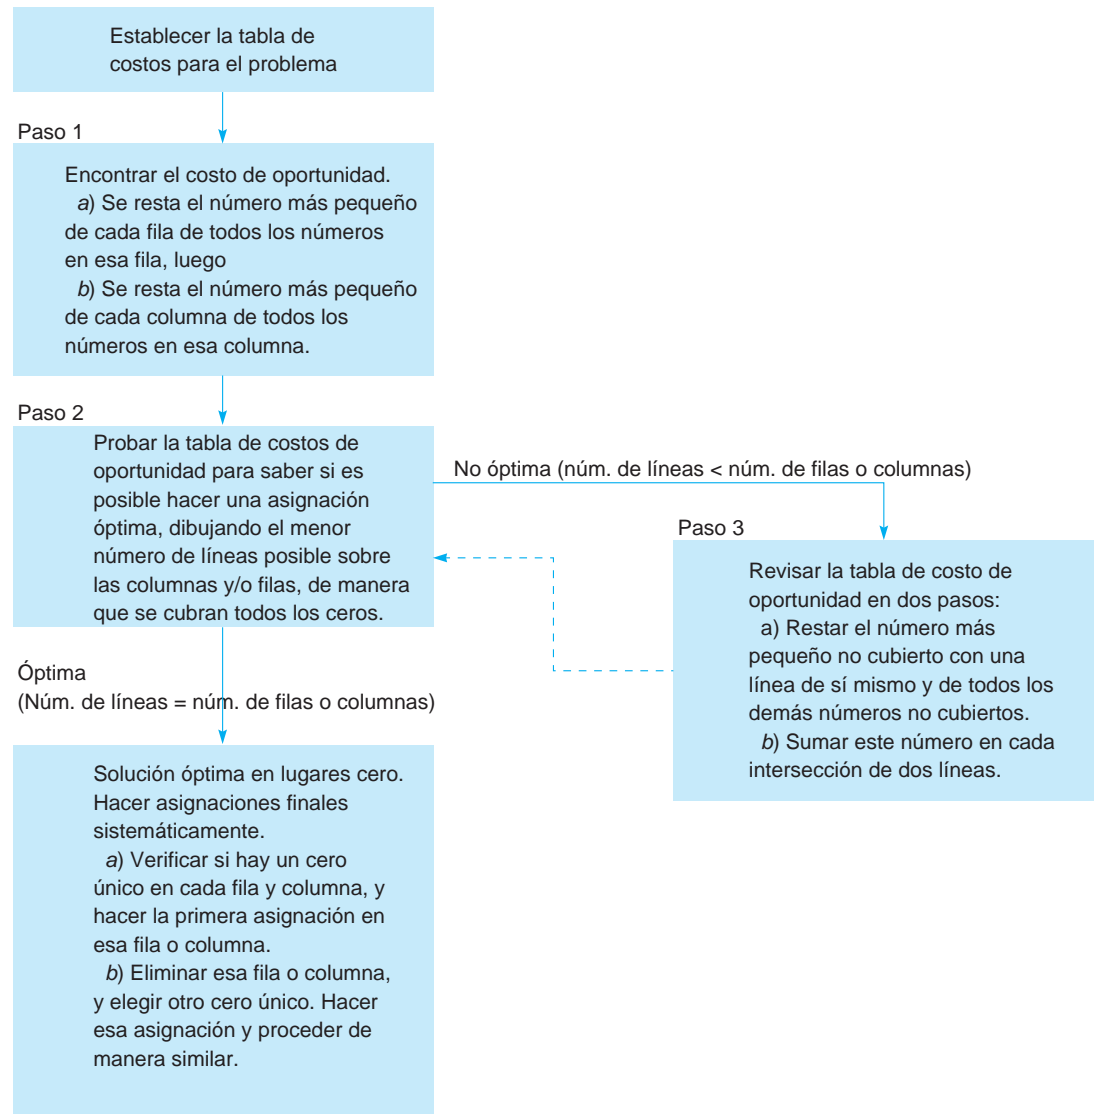 Establecer la tabla de
costos para el problema
Paso 1
Encontrar el costo de oportunidad.
a) Se resta el número más pequeño
de cada fila de todos los números
en esa fila, luego
b) Se resta el número más pequeño
de cada columna de todos los
números en esa columna.
Paso 2
Probar la tabla de costos de
oportunidad para saber si es
posible hacer una asignación
óptima, dibujando el menor
número de líneas posible sobre
las columnas y/o filas, de manera
que se cubran todos los ceros.
No óptima (núm. de líneas < núm. de filas o columnas)
Paso 3
Revisar la tabla de costo de
oportunidad en dos pasos:
a) Restar el número más
pequeño no cubierto con una
línea de sí mismo y de todos los
demás números no cubiertos.
b) Sumar este número en cada
intersección de dos líneas.
Óptima
(Núm. de líneas = núm. de filas o columnas)
Solución óptima en lugares cero.
Hacer asignaciones finales
sistemáticamente.
a) Verificar si hay un cero
único en cada fila y columna, y
hacer la primera asignación en
esa fila o columna.
b) Eliminar esa fila o columna,
y elegir otro cero único. Hacer
esa asignación y proceder de
manera similar.